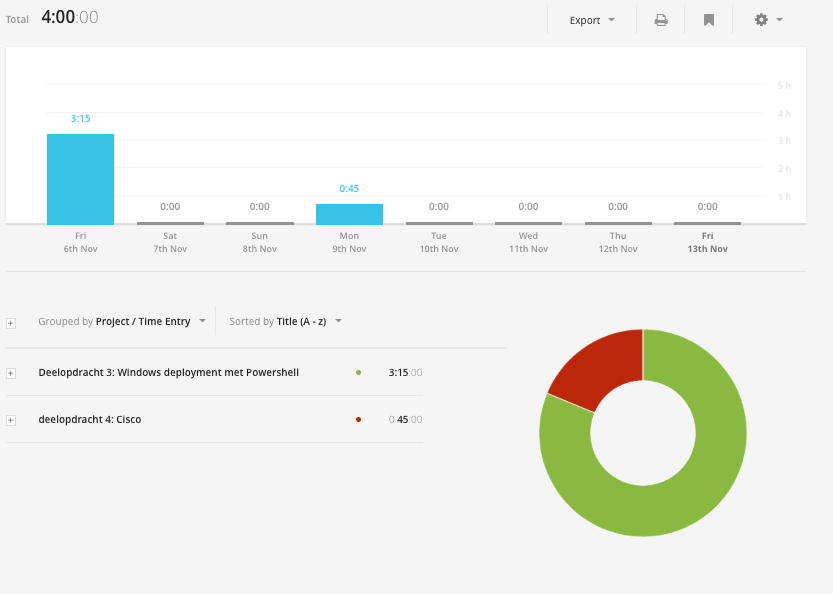 Total 4:00:00
Export
5 h
4 h
3:15
3 h
2 h
0:45
1 h
0:00 0:00 0:00 0:00 0:00 0:00
Fri Sat Sun Mon Tue Wed Thu Fri
6th Nov 7th Nov 8th Nov 9th Nov 10th Nov 11th Nov 12th Nov 13th Nov
Grouped by Project / Time Entry Sorted by Title (A - z)
Deelopdracht 3: Windows deployment met Powershell 3:15:00
deelopdracht 4: Cisco 0:45:00